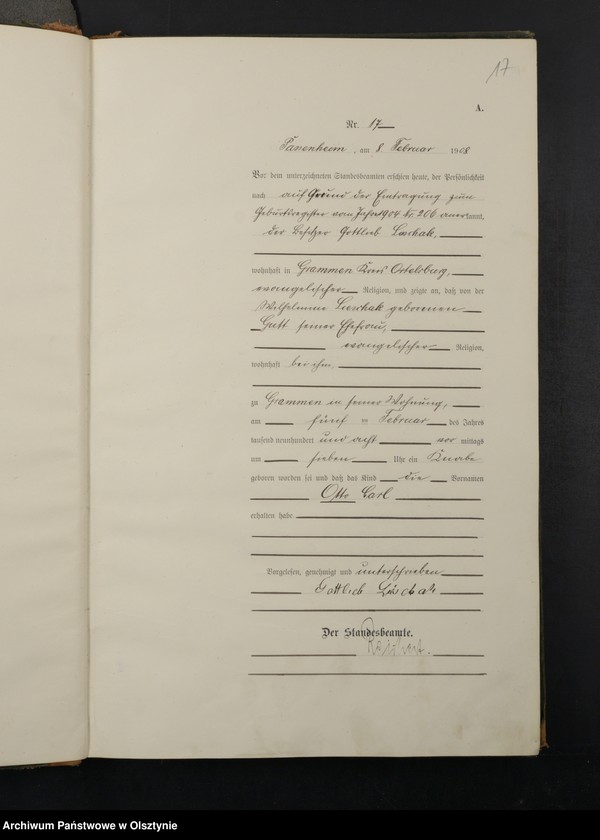 17
A.
Nr. 17
am 8 Februar 1908
Vor dem unterzeichneten Standesbeamten erschien heute, der Persönlichkeit
nach auf Grund der Eintragung zum
Geburtsregister vom Jahre 1904 Nr. 206 anerkannt,
der Besitzer Gottlieb
wohnhaft in Grammen Kreis Ortelsburg,
evangelischer Religion, und zeigte an, daß von der
Wilhelmine geborenen
Gutt seiner Ehefrau,
evangelischer Religion,
wohnhaft bei ihm,
zu Grammen in seiner Wohnung,
am fünf ten Februar des Jahres
tausend neunhundert und acht vor mittags
um sieben Uhr ein Knabe
geboren worden sei und daß das Kind die Vornamen
Otto Carl
erhalten habe.
Vorgelesen, genehmigt und unterschrieben
Gottlieb
Der Standesbeamte.
Archiwum Państwowe w Olsztynie